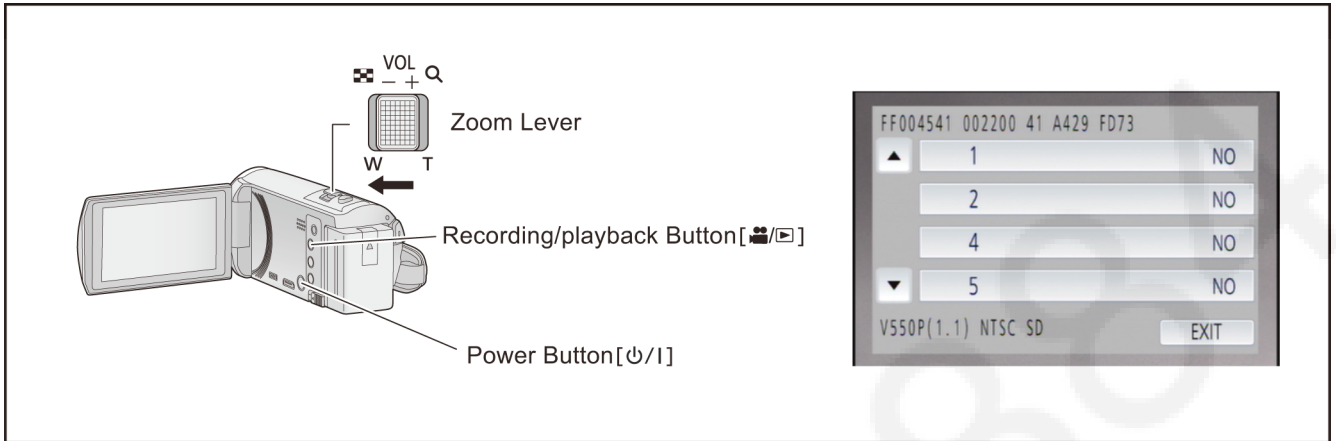 VOL
− +
Zoom Lever
W T
Recording/playback Button[ / ]
Power Button[⏻/I]
FF004541 002200 41 A429 FD73
▲ 1 NO
2 NO
4 NO
▼ 5 NO
V550P(1.1) NTSC SD EXIT